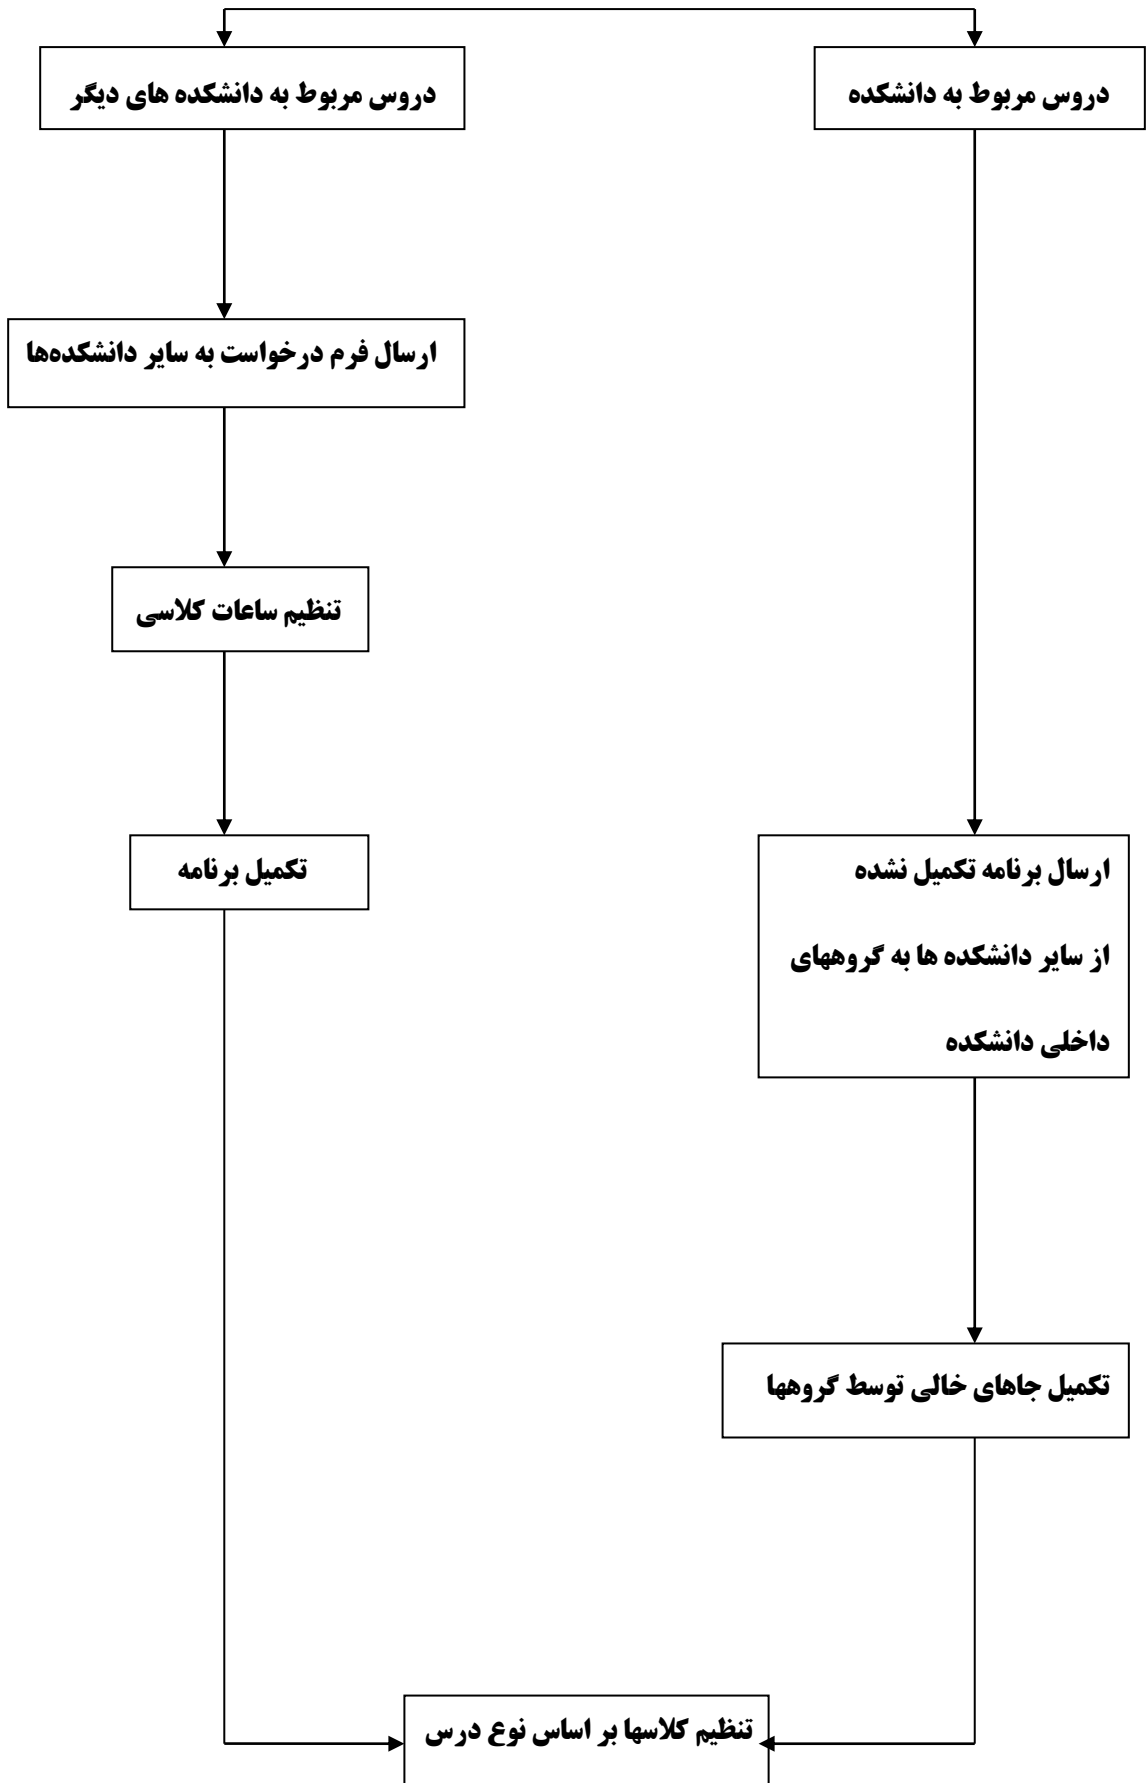 دروس مربوط به دانشکده
دروس مربوط به دانشکده های دیگر
ارسال فرم درخواست به سایر دانشکده‌ها
تنظیم ساعات کلاسی
تکمیل برنامه
ارسال برنامه تکمیل نشده
از سایر دانشکده ها به گروههای
داخلی دانشکده
تکمیل جاهای خالی توسط گروهها
تنظیم کلاسها بر اساس نوع درس